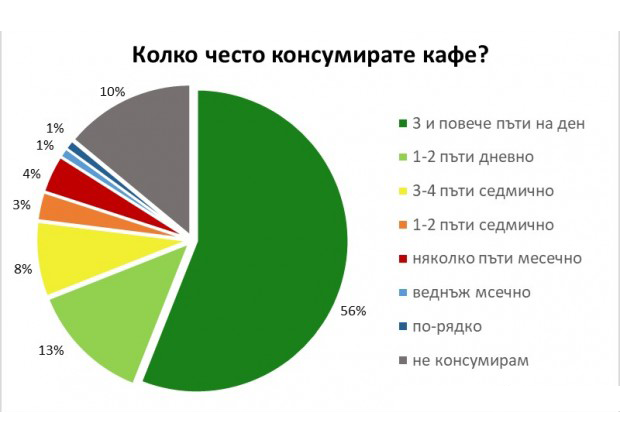 Колко често консумирате кафе?
10%
1%
1%
4%
3%
8%
13%
56%
3 и повече пъти на ден
1-2 пъти дневно
3-4 пъти седмично
1-2 пъти седмично
няколко пъти месечно
веднъж мсечно
по-рядко
не консумирам